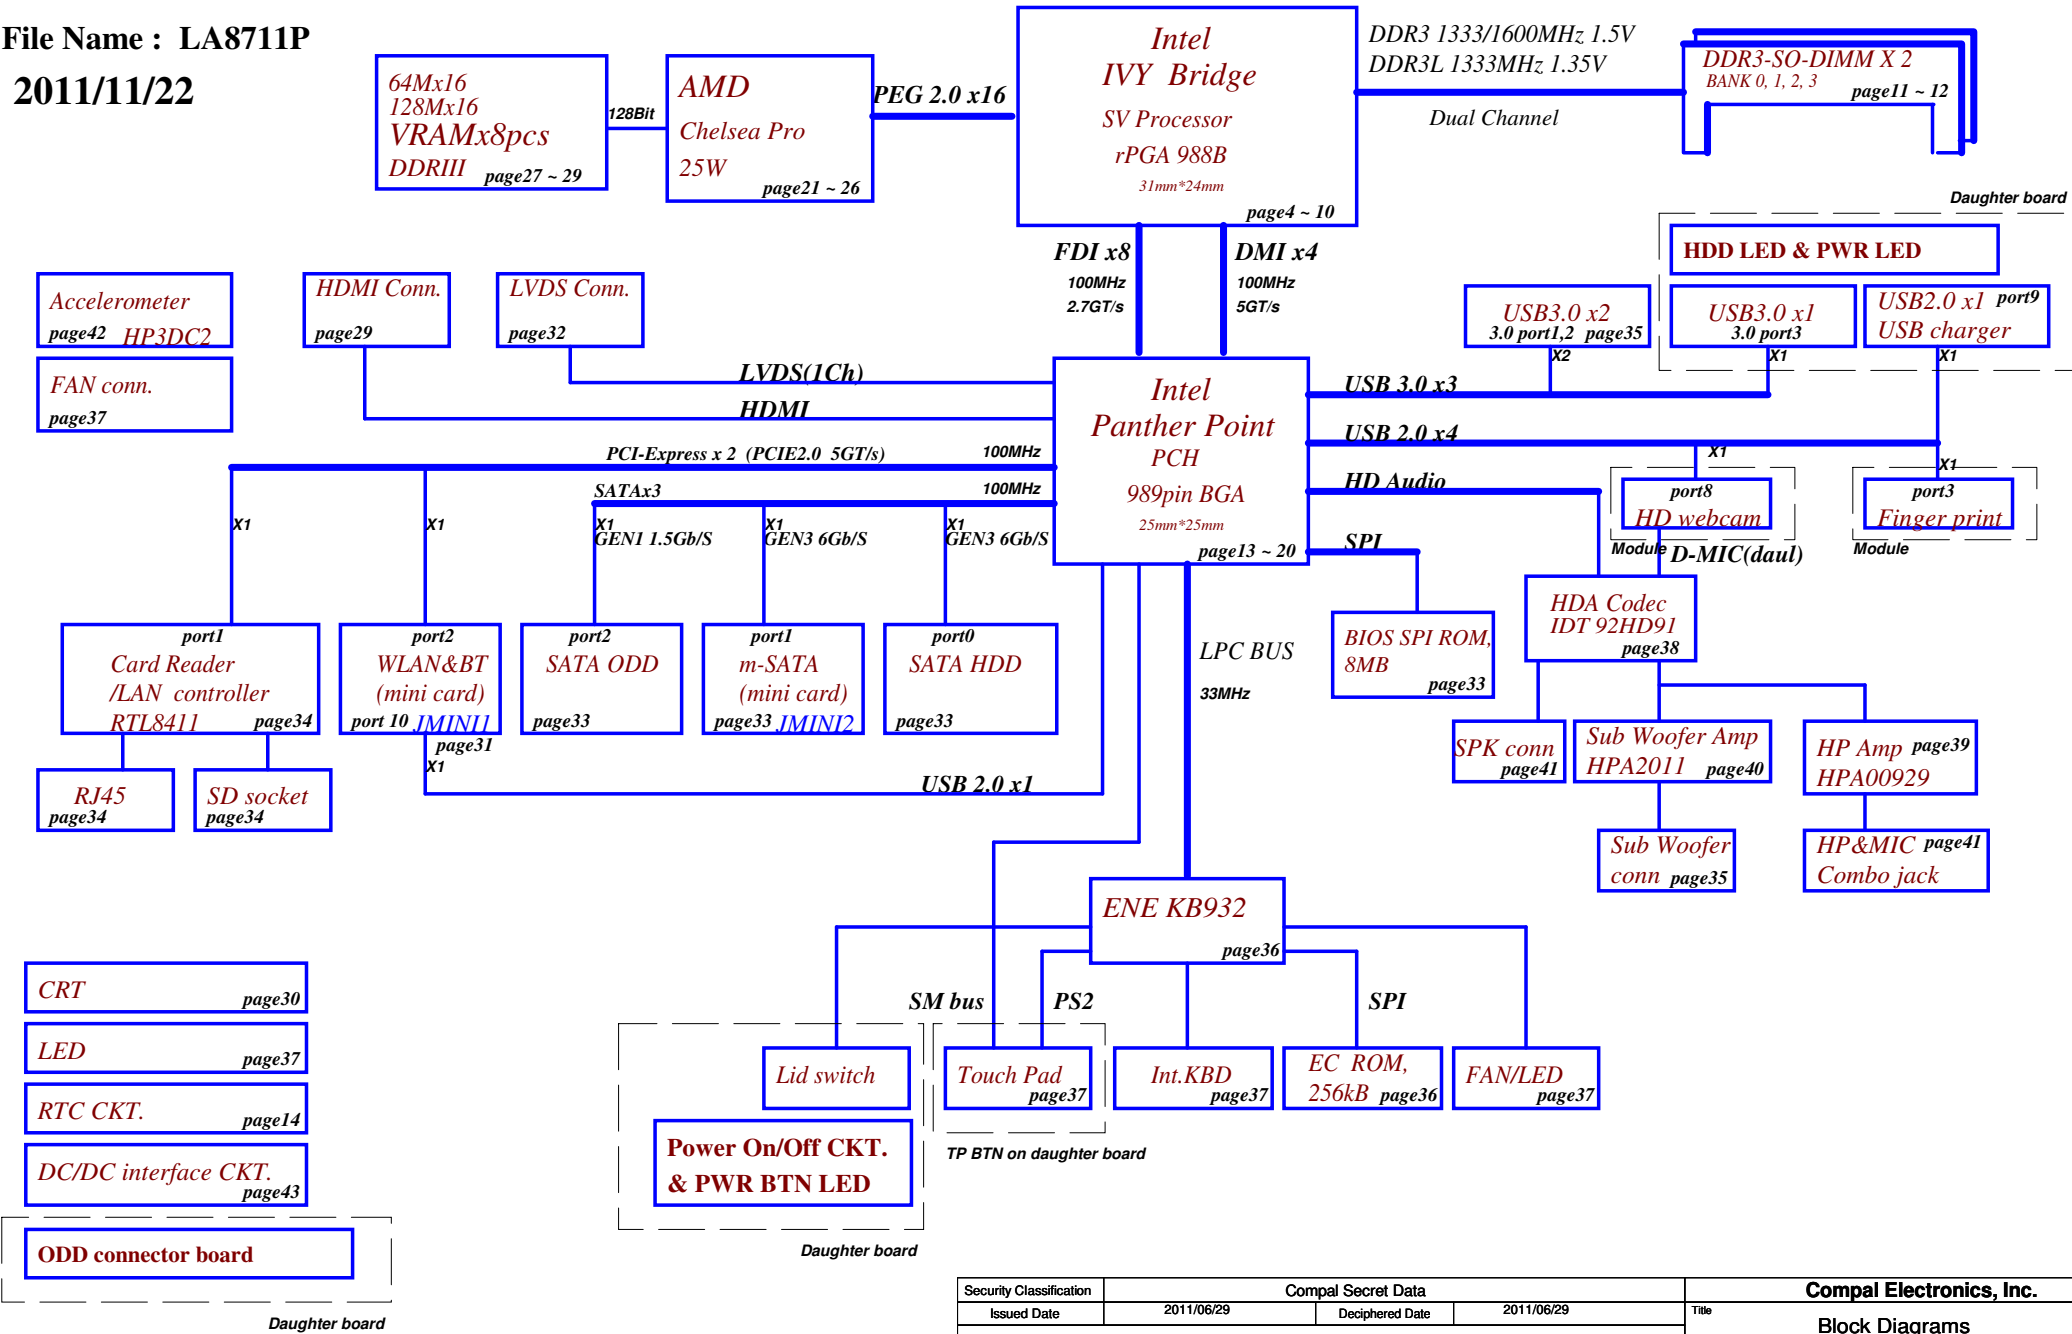 File Name : LA8711P
2011/11/22
64Mx16
128Mx16
VRAMx8pcs
DDRIII page27 ~ 29
128Bit
AMD
Chelsea Pro
25W
page21 ~ 26
PEG 2.0 x16
Intel
IVY Bridge
SV Processor
rPGA 988B
31mm*24mm
page4 ~ 10
DDR3 1333/1600MHz 1.5V
DDR3L 1333MHz 1.35V
Dual Channel
DDR3-SO-DIMM X 2
BANK 0, 1, 2, 3
page11 ~ 12
Daughter board
HDD LED & PWR LED
FDI x8
100MHz
2.7GT/s
DMI x4
100MHz
5GT/s
Accelerometer
page42 HP3DC2
FAN conn.
page37
HDMI Conn.
page29
LVDS Conn.
page32
USB3.0 x2
3.0 port1,2 page35
X2
USB3.0 x1
3.0 port3
X1
USB2.0 x1 port9
USB charger
X1
LVDS(1Ch)
HDMI
PCI-Express x 2 (PCIE2.0 5GT/s)
100MHz
SATAx3
100MHz
Intel
Panther Point
PCH
989pin BGA
25mm*25mm
page13 ~ 20
USB 3.0 x3
USB 2.0 x4
HD Audio
SPI
X1
port8
HD webcam
Module
D-MIC(daul)
X1
port3
Finger print
Module
X1
X1
X1
GEN1 1.5Gb/S
X1
GEN3 6Gb/S
X1
GEN3 6Gb/S
port1
Card Reader
/LAN controller
RTL8411 page34
port2
WLAN&BT
(mini card)
port 10 JMINI1
page31
X1
port2
SATA ODD
page33
port1
m-SATA
(mini card)
page33 JMINI2
port0
SATA HDD
page33
LPC BUS
33MHz
BIOS SPI ROM,
8MB
page33
HDA Codec
IDT 92HD91
page38
SPK conn
page41
Sub Woofer Amp
HPA2011 page40
HP Amp page39
HPA00929
RJ45
page34
SD socket
page34
USB 2.0 x1
Sub Woofer
conn page35
HP&MIC page41
Combo jack
ENE KB932
page36
CRT page30
LED page37
RTC CKT. page14
DC/DC interface CKT.
page43
ODD connector board
Daughter board
SM bus
PS2
SPI
Lid switch
Power On/Off CKT.
& PWR BTN LED
Daughter board
Touch Pad
page37
TP BTN on daughter board
Int.KBD
page37
EC ROM,
256kB page36
FAN/LED
page37
Security Classification
Compal Secret Data
Compal Electronics, Inc.
Issued Date
2011/06/29
Deciphered Date
2011/06/29
Title
Block Diagrams